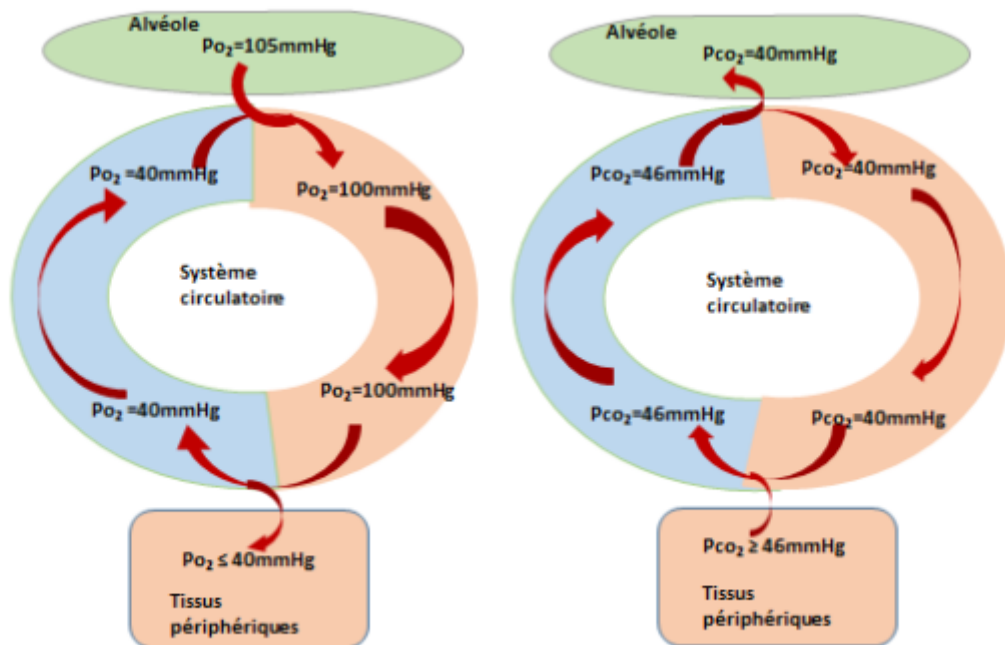 Alvéole
Po₂=105mmHg
Po₂ =40mmHg
Po₂=100mmHg
Système
circulatoire
Po₂=100mmHg
Po₂ =40mmHg
Po₂ ≤ 40mmHg
Tissus
périphériques
Alvéole
Pco₂=40mmHg
Pco₂=46mmHg
Pco₂=40mmHg
Système
circulatoire
Pco₂=46mmHg
Pco₂=40mmHg
Pco₂ ≥ 46mmHg
Tissus
périphériques